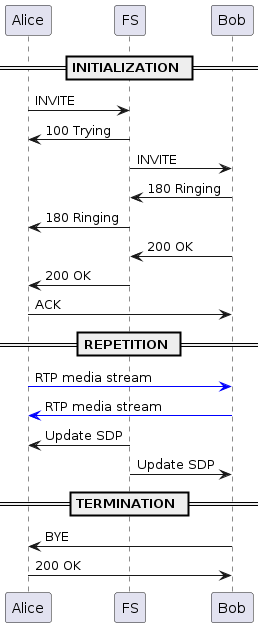 Alice FS Bob
INITIALIZATION
INVITE
100 Trying
INVITE
180 Ringing
180 Ringing
200 OK
200 OK
ACK
REPETITION
RTP media stream
RTP media stream
Update SDP
Update SDP
TERMINATION
BYE
200 OK
Alice FS Bob